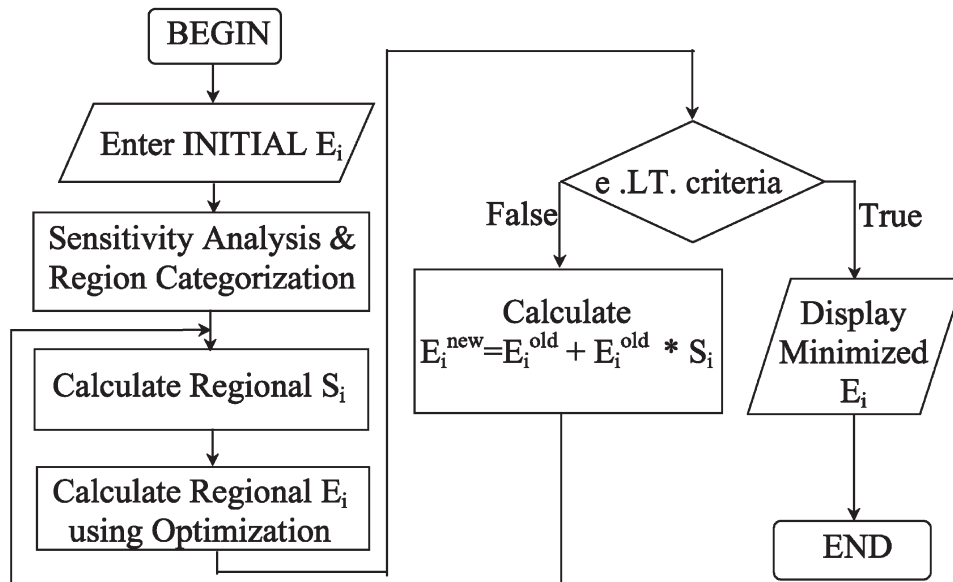 BEGIN
Enter INITIAL Eᵢ
Sensitivity Analysis &
Region Categorization
Calculate Regional Sᵢ
Calculate Regional Eᵢ
using Optimization
e .LT. criteria
False
True
Calculate
Eᵢⁿᵉʷ=Eᵢᵒˡᵈ + Eᵢᵒˡᵈ * Sᵢ
Display
Minimized
Eᵢ
END